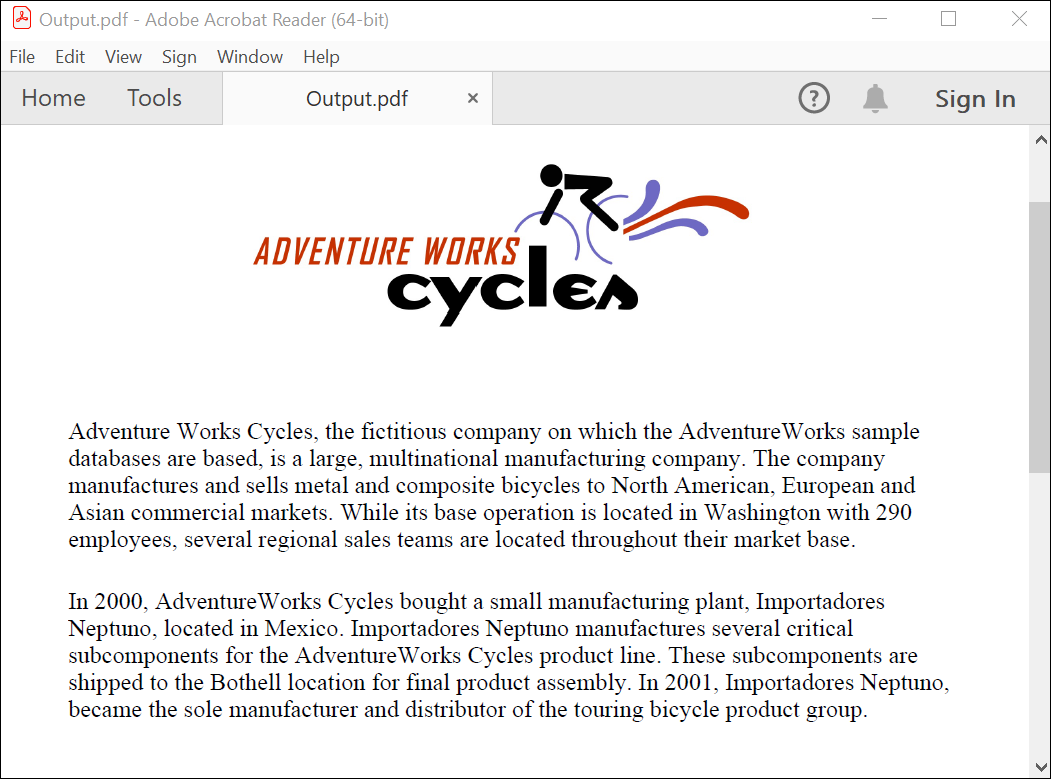 Output.pdf - Adobe Acrobat Reader (64-bit)
File Edit View Sign Window Help
Home Tools Output.pdf × ? Sign In
ADVENTURE WORKS
cycles
Adventure Works Cycles, the fictitious company on which the AdventureWorks sample
databases are based, is a large, multinational manufacturing company. The company
manufactures and sells metal and composite bicycles to North American, European and
Asian commercial markets. While its base operation is located in Washington with 290
employees, several regional sales teams are located throughout their market base.
In 2000, AdventureWorks Cycles bought a small manufacturing plant, Importadores
Neptuno, located in Mexico. Importadores Neptuno manufactures several critical
subcomponents for the AdventureWorks Cycles product line. These subcomponents are
shipped to the Bothell location for final product assembly. In 2001, Importadores Neptuno,
became the sole manufacturer and distributor of the touring bicycle product group.